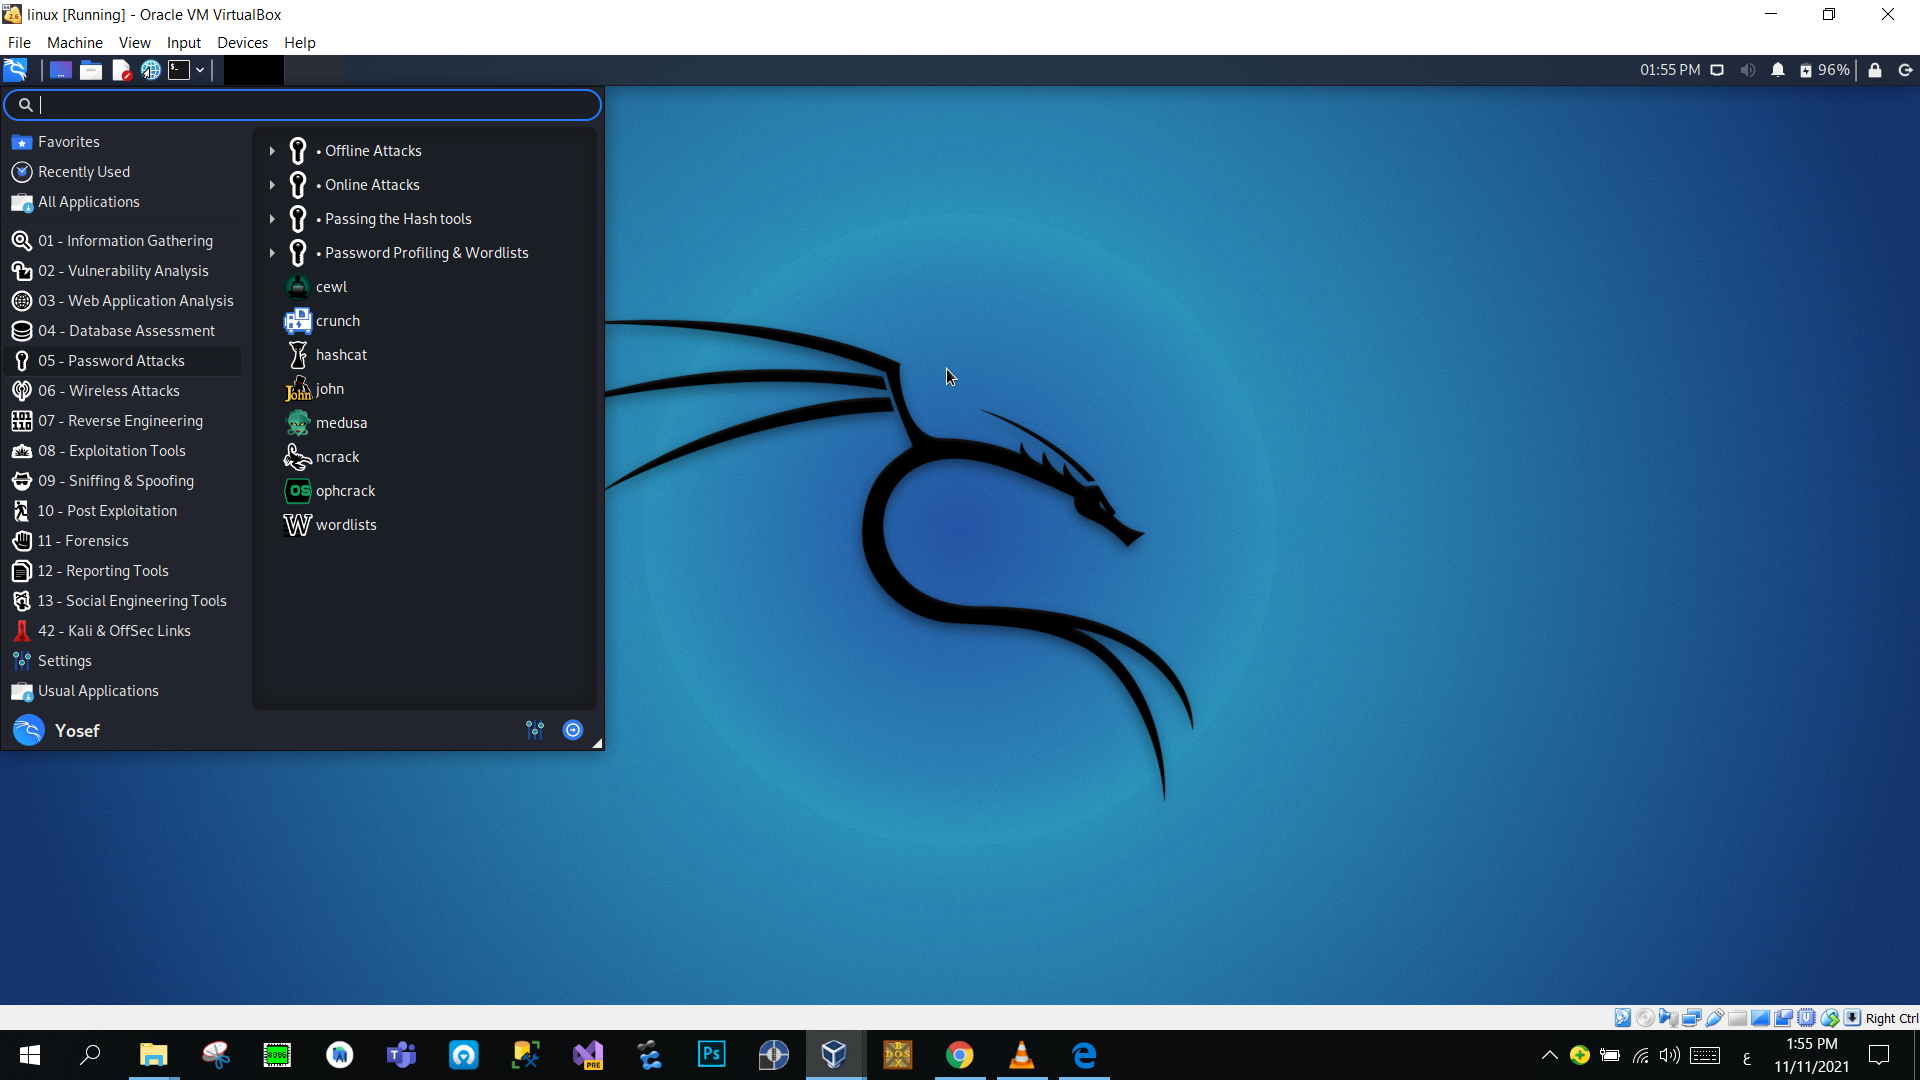 linux [Running] - Oracle VM VirtualBox
File Machine View Input Devices Help
01:55 PM 96%
Favorites
Recently Used
All Applications
01 - Information Gathering
02 - Vulnerability Analysis
03 - Web Application Analysis
04 - Database Assessment
05 - Password Attacks
06 - Wireless Attacks
07 - Reverse Engineering
08 - Exploitation Tools
09 - Sniffing & Spoofing
10 - Post Exploitation
11 - Forensics
12 - Reporting Tools
13 - Social Engineering Tools
42 - Kali & OffSec Links
Settings
Usual Applications
• Offline Attacks
• Online Attacks
• Passing the Hash tools
• Password Profiling & Wordlists
cewl
crunch
hashcat
john
medusa
ncrack
ophcrack
wordlists
Yosef
Right Ctrl
8086
Ps
PRE
DOS
ع
1:55 PM
11/11/2021